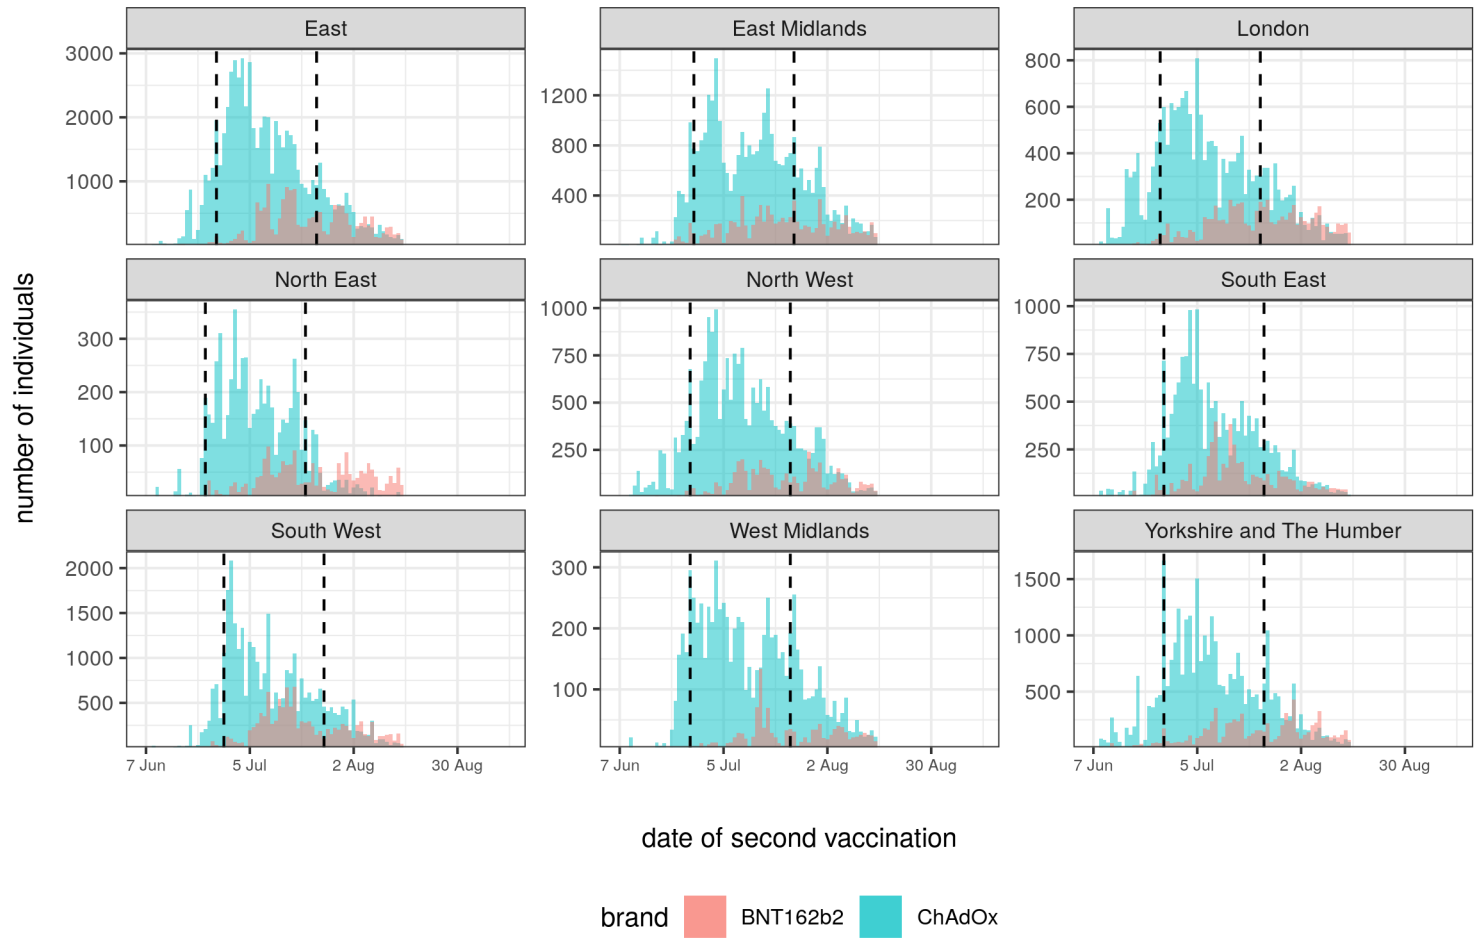 East
East Midlands
London
3000
2000
1000
1200
800
400
800
600
400
200
North East
North West
South East
300
200
100
1000
750
500
250
1000
750
500
250
South West
West Midlands
Yorkshire and The Humber
2000
1500
1000
500
300
200
100
1500
1000
500
7 Jun 5 Jul 2 Aug 30 Aug
7 Jun 5 Jul 2 Aug 30 Aug
7 Jun 5 Jul 2 Aug 30 Aug
number of individuals
date of second vaccination
brand BNT162b2 ChAdOx